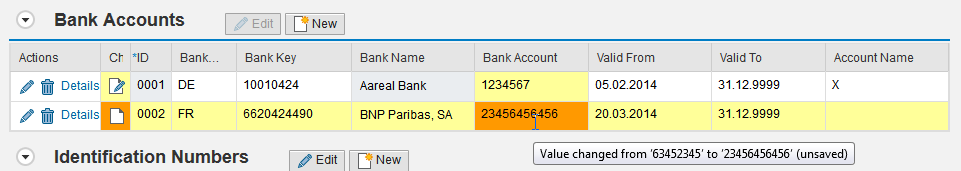 Bank Accounts Edit New
Actions Ch *ID Bank... Bank Key Bank Name Bank Account Valid From Valid To Account Name
Details 0001 DE 10010424 Aareal Bank 1234567 05.02.2014 31.12.9999 X
Details 0002 FR 6620424490 BNP Paribas, SA 23456456456 20.03.2014 31.12.9999
Identification Numbers Edit New
Value changed from '63452345' to '23456456456' (unsaved)